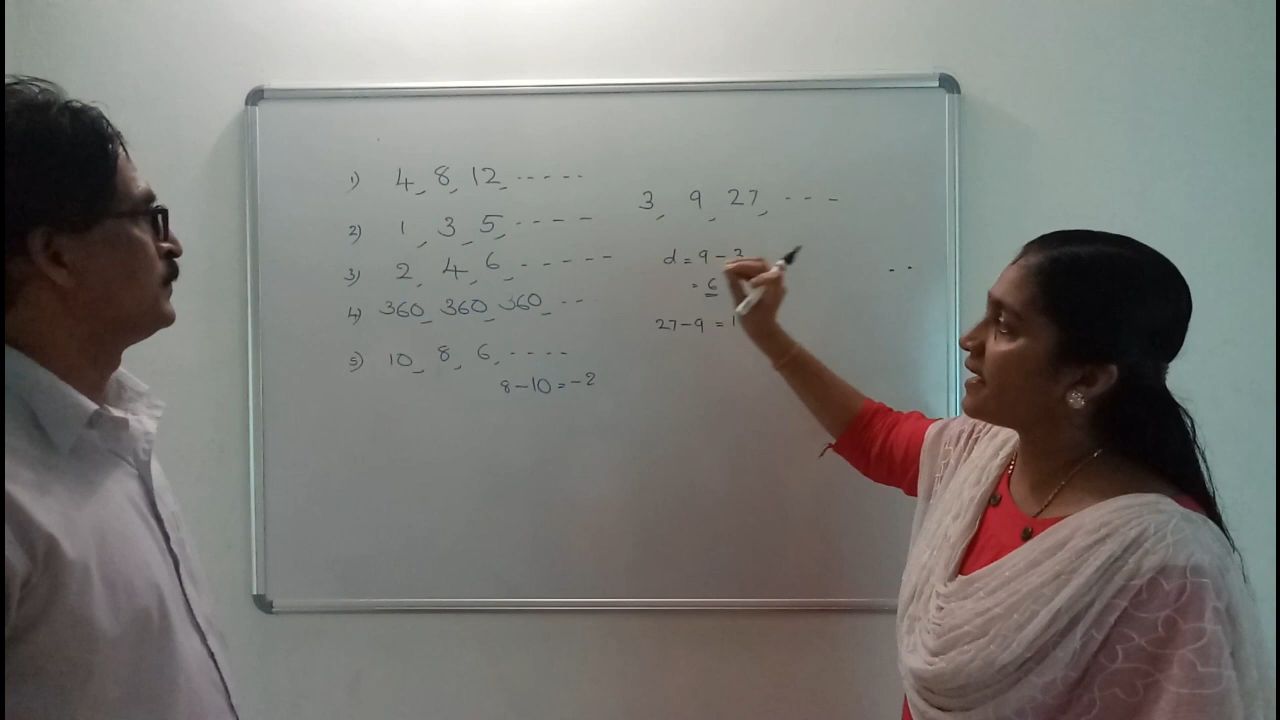 1) 4, 8, 12, -----
2) 1, 3, 5, ----
3) 2, 4, 6, -----
4) 360, 360, 360, --
5) 10, 8, 6, ----
8-10=-2
3, 9, 27, ---
d = 9 - 3
= 6
27-9 = 1